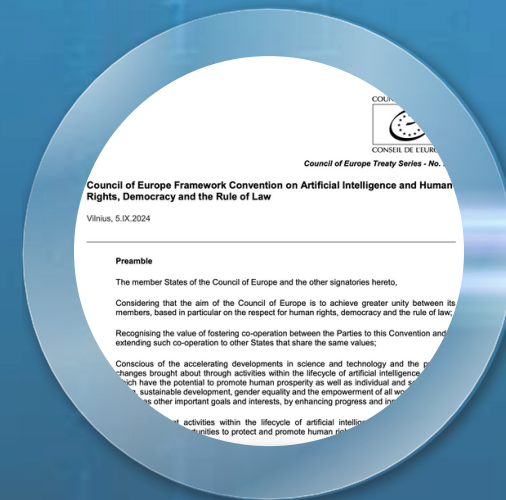 CONSEIL DE L'EUR
Council of Europe Treaty Series - No.
Council of Europe Framework Convention on Artificial Intelligence and Human
Rights, Democracy and the Rule of Law
Vilnius, 5.IX.2024
Preamble
The member States of the Council of Europe and the other signatories hereto,
Considering that the aim of the Council of Europe is to achieve greater unity between its
members, based in particular on the respect for human rights, democracy and the rule of law;
Recognising the value of fostering co-operation between the Parties to this Convention and
extending such co-operation to other States that share the same values;
Conscious of the accelerating developments in science and technology and the
changes brought about through activities within the lifecycle of artificial intelligence
which have the potential to promote human prosperity as well as individual and
sustainable development, gender equality and the empowerment of all
as other important goals and interests, by enhancing progress and
activities within the lifecycle of artificial
to protect and promote human